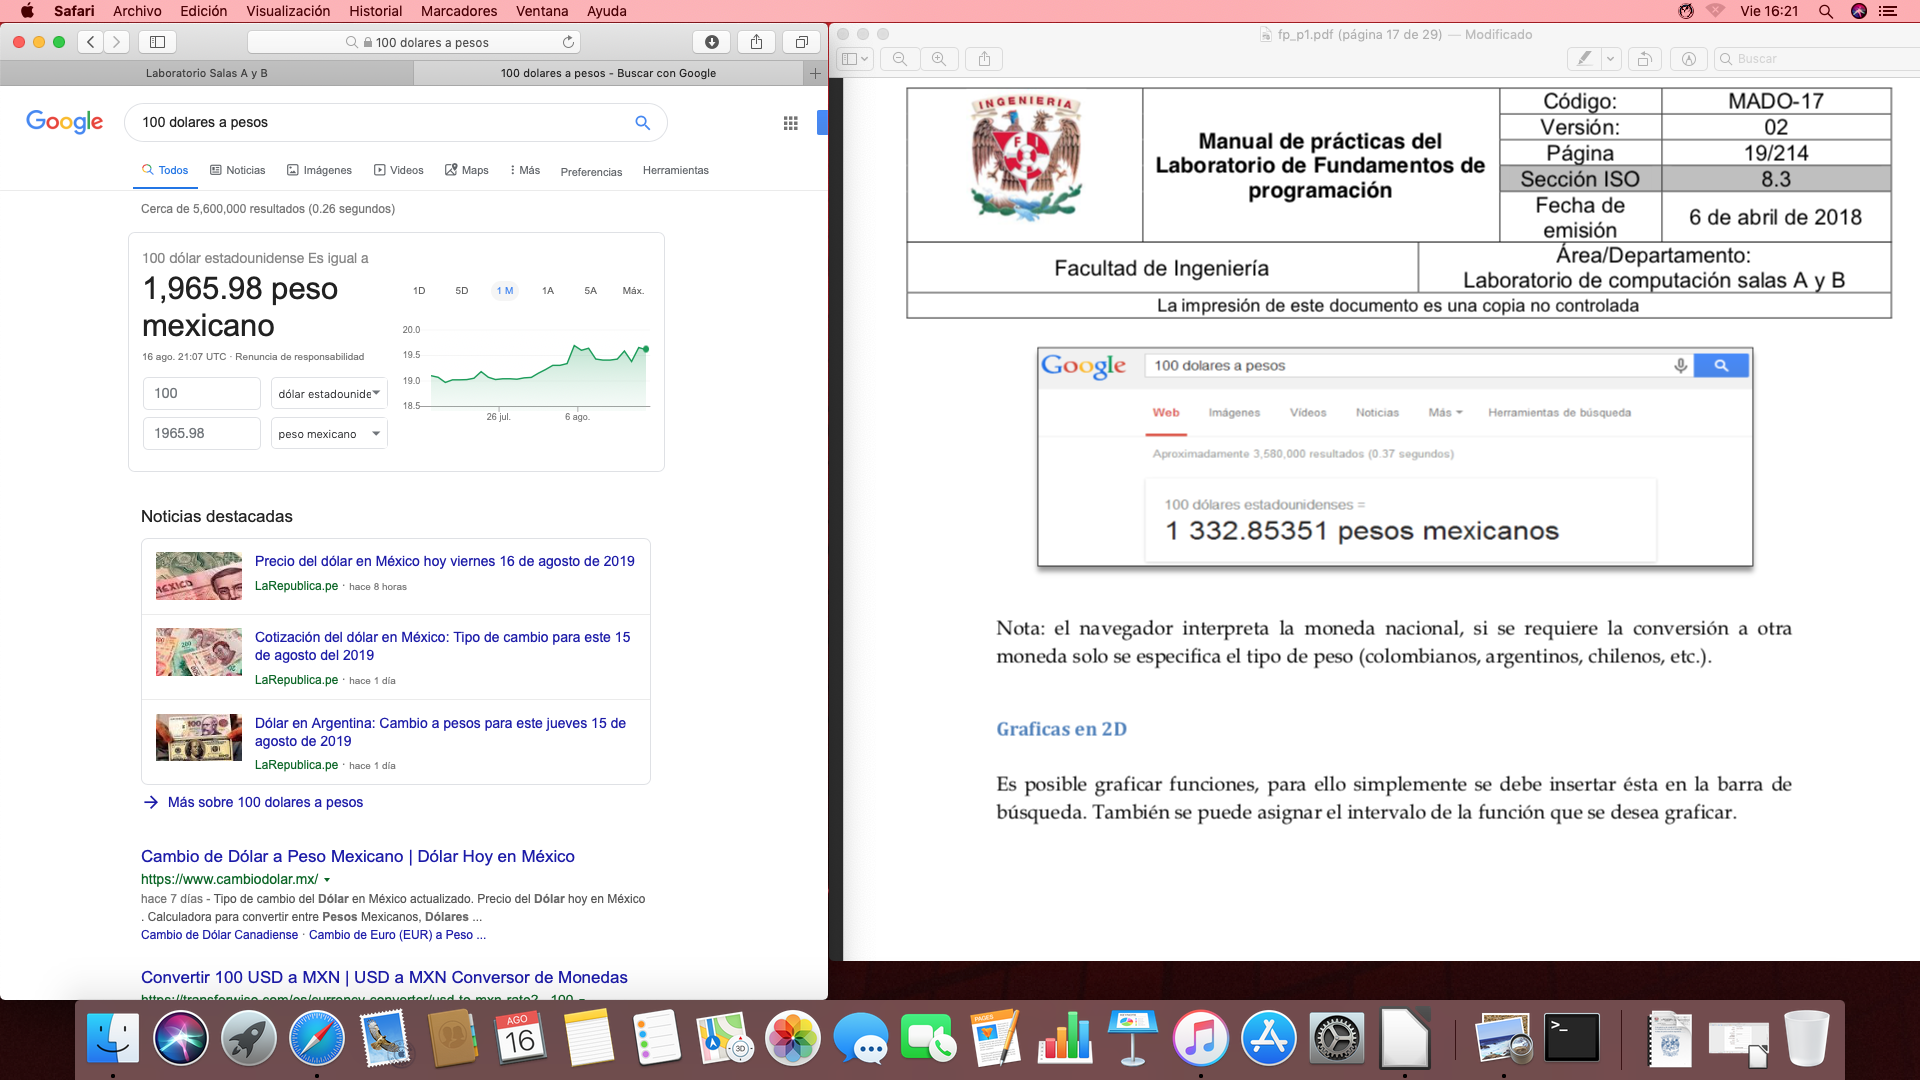 Safari Archivo Edición Visualización Historial Marcadores Ventana Ayuda
Vie 16:21
100 dolares a pesos
Laboratorio Salas A y B
100 dolares a pesos - Buscar con Google
Google
100 dolares a pesos
Todos Noticias Imágenes Videos Maps Más Preferencias Herramientas
Cerca de 5,600,000 resultados (0.26 segundos)
100 dólar estadounidense Es igual a
1,965.98 peso
mexicano
16 ago. 21:07 UTC · Renuncia de responsabilidad
100 dólar estadounide
1965.98 peso mexicano
1D 5D 1 M 1A 5A Máx.
20.0
19.5
19.0
18.5
26 jul. 6 ago.
Noticias destacadas
Precio del dólar en México hoy viernes 16 de agosto de 2019
LaRepublica.pe · hace 8 horas
Cotización del dólar en México: Tipo de cambio para este 15
de agosto del 2019
LaRepublica.pe · hace 1 día
Dólar en Argentina: Cambio a pesos para este jueves 15 de
agosto de 2019
LaRepublica.pe · hace 1 día
Más sobre 100 dolares a pesos
Cambio de Dólar a Peso Mexicano | Dólar Hoy en México
https://www.cambiodolar.mx/
hace 7 días - Tipo de cambio del Dólar en México actualizado. Precio del Dólar hoy en México
. Calculadora para convertir entre Pesos Mexicanos, Dólares ...
Cambio de Dólar Canadiense · Cambio de Euro (EUR) a Peso ...
Convertir 100 USD a MXN | USD a MXN Conversor de Monedas
fp_p1.pdf (página 17 de 29) — Modificado
Buscar
INGENIERIA
F I
Manual de prácticas del
Laboratorio de Fundamentos de
programación
Código: MADO-17
Versión: 02
Página 19/214
Sección ISO 8.3
Fecha de
emisión
6 de abril de 2018
Facultad de Ingeniería
Área/Departamento:
Laboratorio de computación salas A y B
La impresión de este documento es una copia no controlada
Google 100 dolares a pesos
Web Imágenes Vídeos Noticias Más Herramientas de búsqueda
Aproximadamente 3,580,000 resultados (0.37 segundos)
100 dólares estadounidenses =
1 332.85351 pesos mexicanos
Nota: el navegador interpreta la moneda nacional, si se requiere la conversión a otra
moneda solo se especifica el tipo de peso (colombianos, argentinos, chilenos, etc.).
Graficas en 2D
Es posible graficar funciones, para ello simplemente se debe insertar ésta en la barra de
búsqueda. También se puede asignar el intervalo de la función que se desea graficar.
AGO
16
3D
PAGES
>_